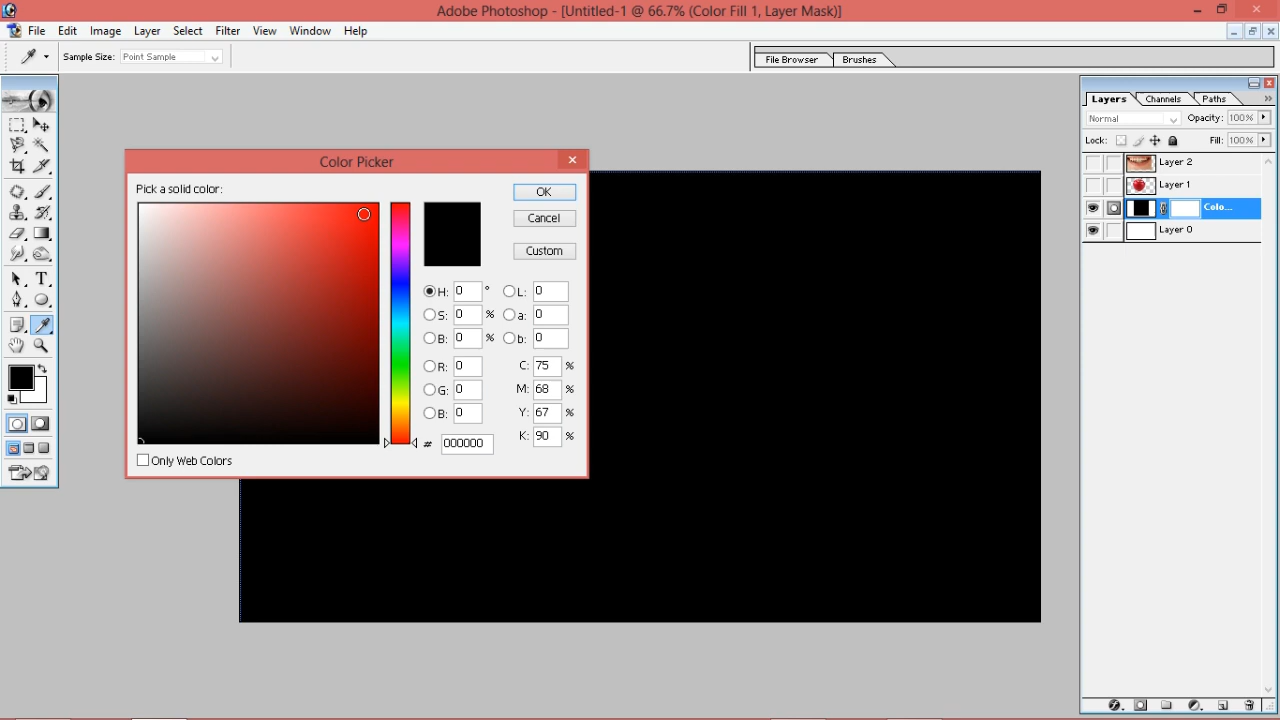 Adobe Photoshop - [Untitled-1 @ 66.7% (Color Fill 1, Layer Mask)]
File Edit Image Layer Select Filter View Window Help
Sample Size: Point Sample
File Browser Brushes
Layers Channels Paths
Normal Opacity: 100%
Lock: Fill: 100%
Layer 2
Layer 1
Colo...
Layer 0
Color Picker
Pick a solid color:
OK
Cancel
Custom
H: 0 ° L: 0
S: 0 % a: 0
B: 0 % b: 0
R: 0 C: 75 %
G: 0 M: 68 %
B: 0 Y: 67 %
K: 90 %
# 000000
Only Web Colors
T